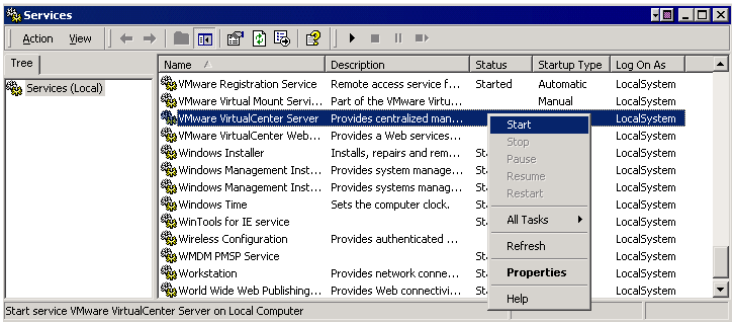 Services
Action View
Tree
Name Description Status Startup Type Log On As
Services (Local)
VMware Registration Service Remote access service f... Started Automatic LocalSystem
VMware Virtual Mount Servi... Part of the VMware Virtu... Manual LocalSystem
VMware VirtualCenter Server Provides centralized man... LocalSystem
VMware VirtualCenter Web... Provides a Web services... LocalSystem
Windows Installer Installs, repairs and rem... LocalSystem
Windows Management Inst... Provides system manage... LocalSystem
Windows Management Inst... Provides systems manag... LocalSystem
Windows Time Sets the computer clock. LocalSystem
WinTools for IE service LocalSystem
Wireless Configuration Provides authenticated ... LocalSystem
WMDM PMSP Service LocalSystem
Workstation Provides network conne... LocalSystem
World Wide Web Publishing... Provides Web connectivi... LocalSystem
Start
Stop
Pause
Resume
Restart
All Tasks
Refresh
Properties
Help
Start service VMware VirtualCenter Server on Local Computer